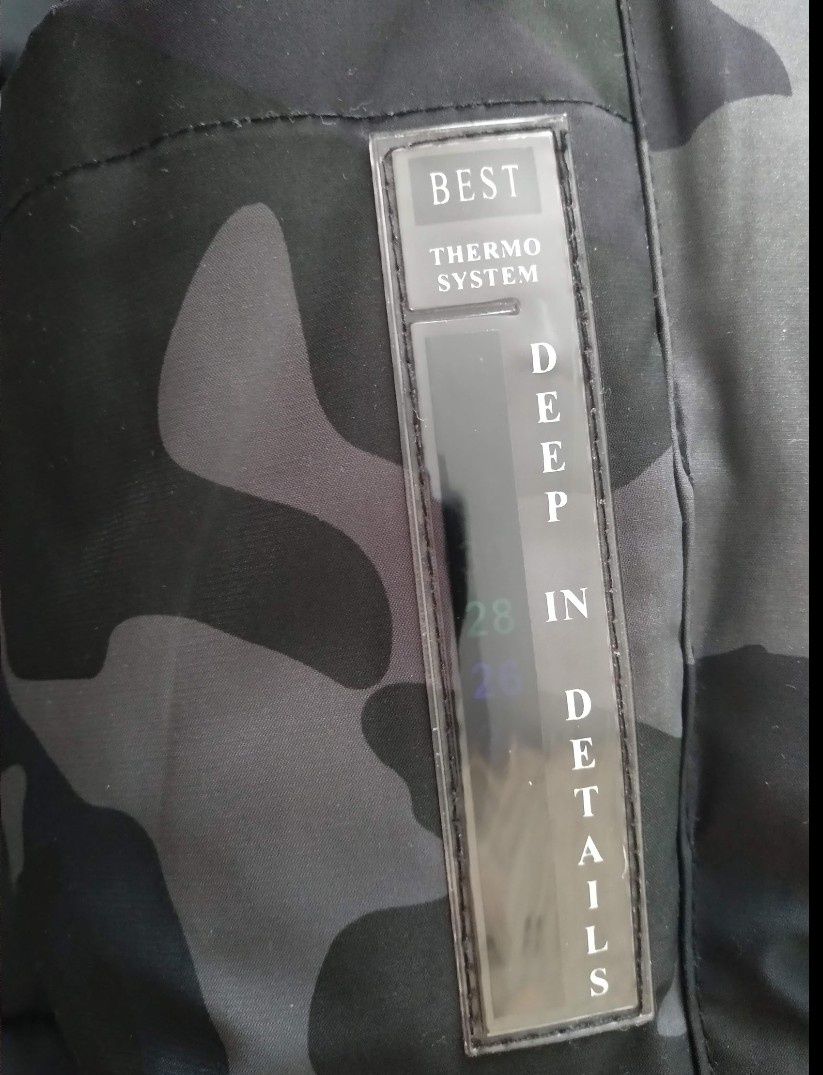 BEST
THERMO
SYSTEM
DEEP IN DETAILS
28
26